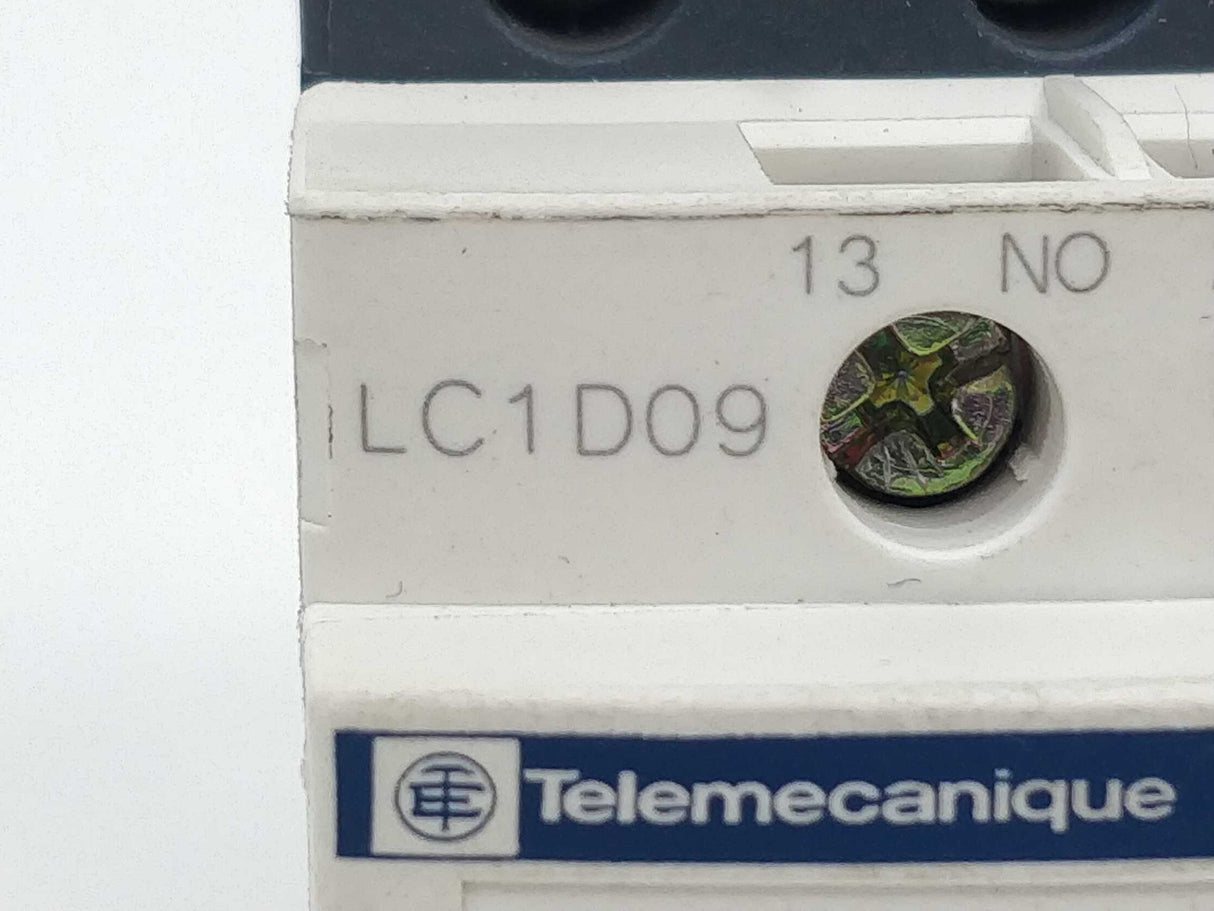 13 NO
LC1D09
Telemecanique